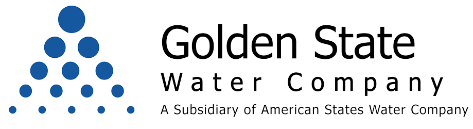 Golden State
Water Company
A Subsidiary of American States Water Company